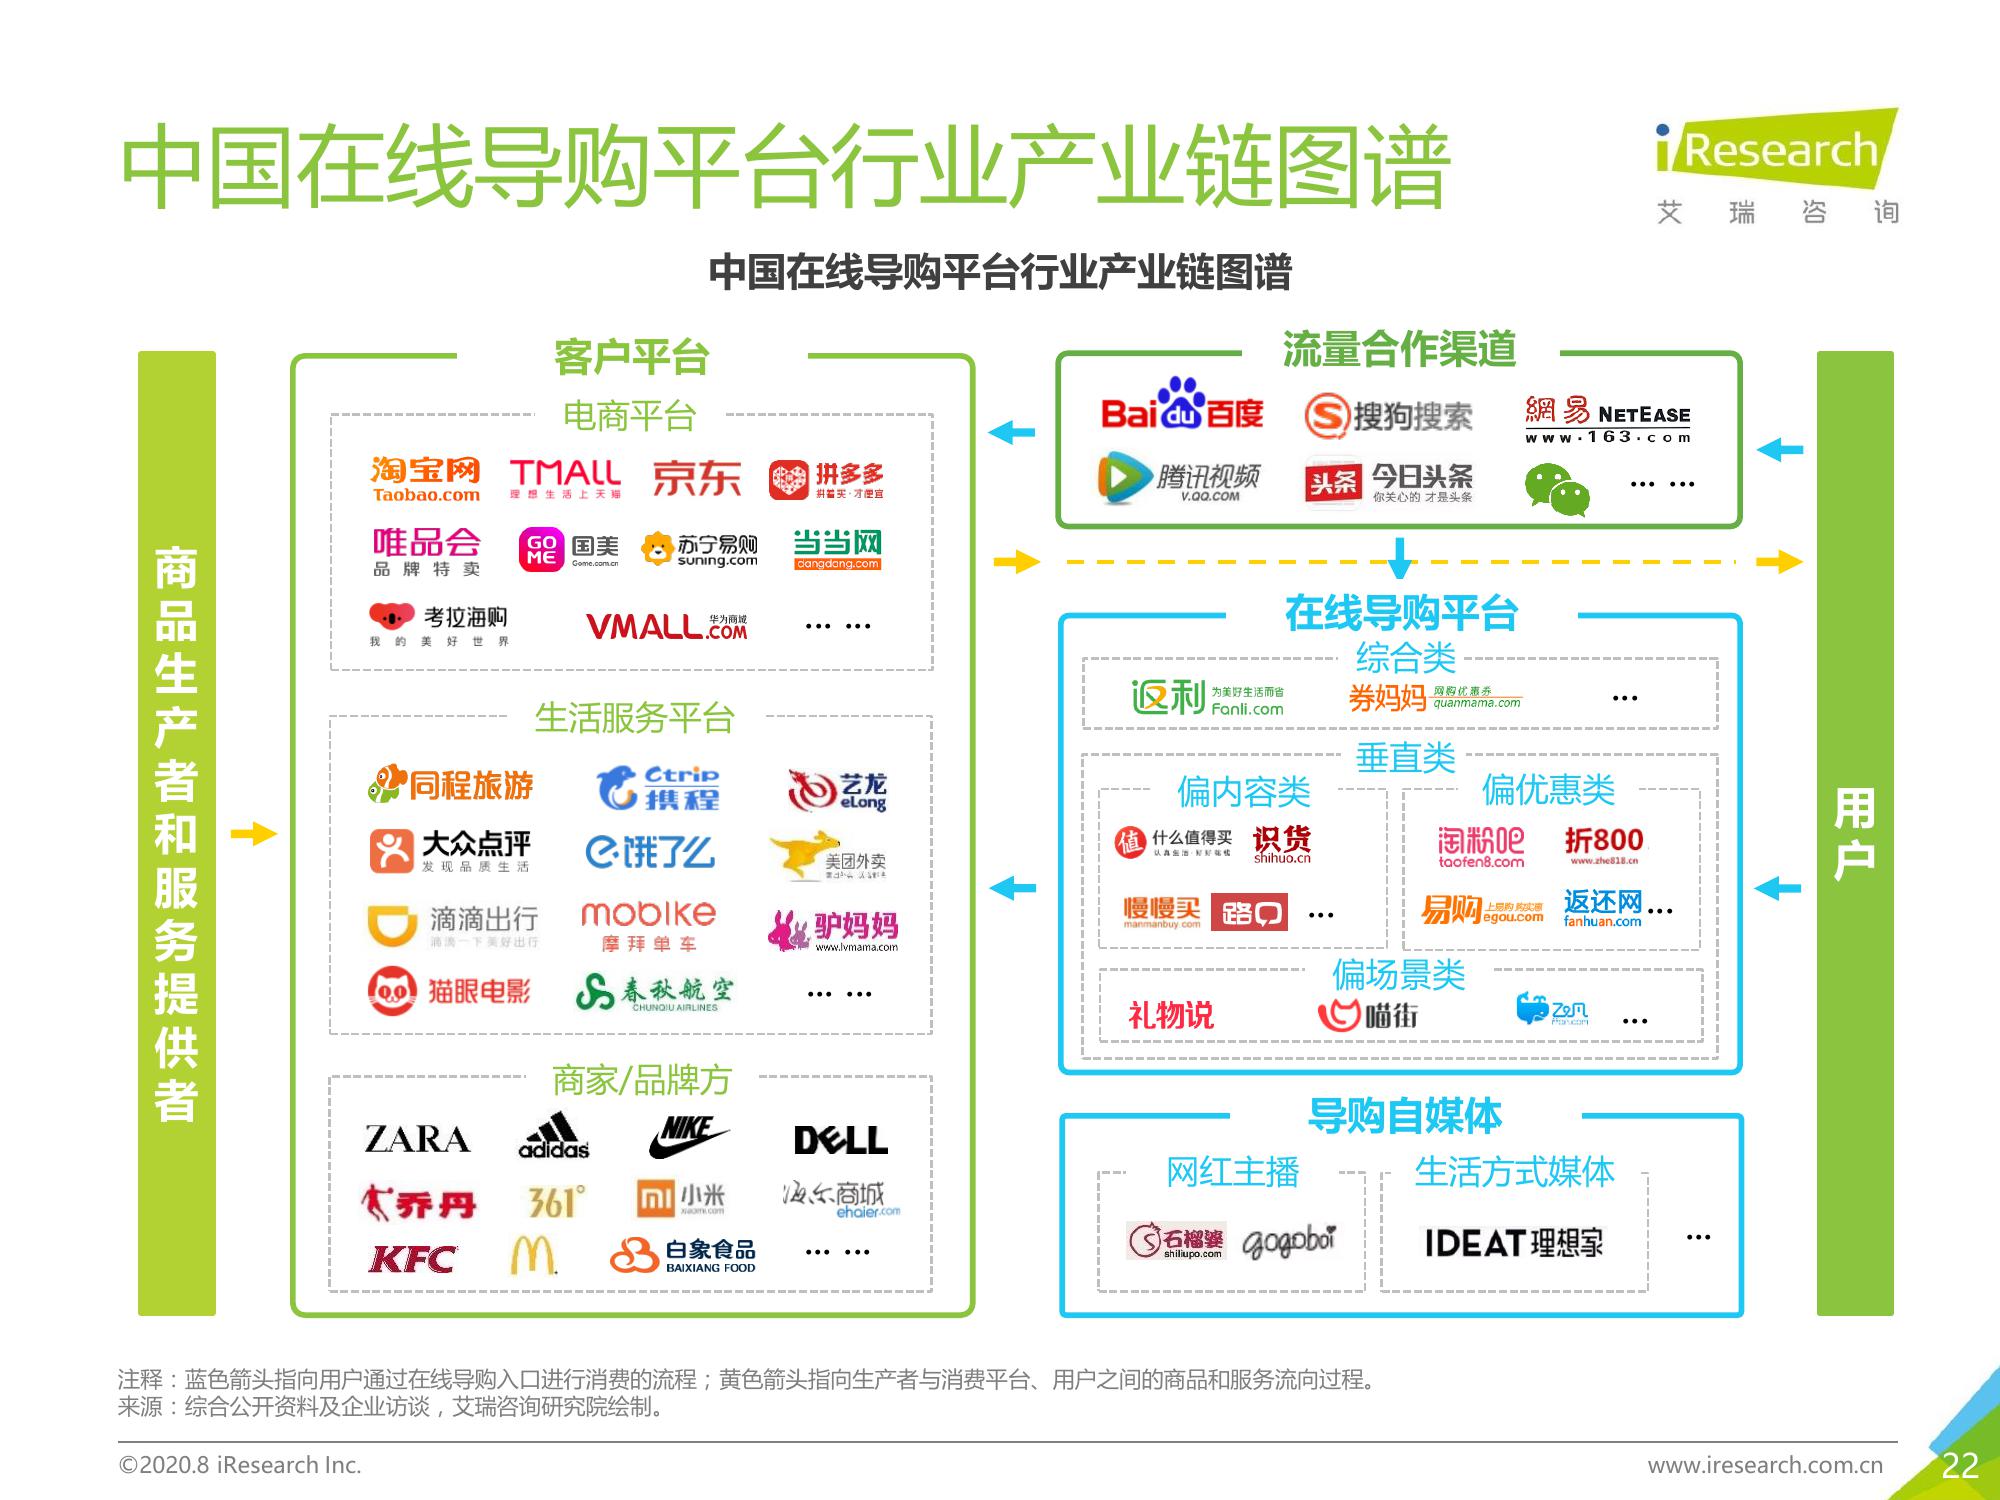 中国在线导购平台行业产业链图谱
iResearch
艾瑞咨询
中国在线导购平台行业产业链图谱
商品生产者和服务提供者
客户平台
电商平台
淘宝网
Taobao.com
TMALL
理想生活上天猫
京东
拼多多
拼着买·才便宜
唯品会
品牌特卖
GOME
国美
Gome.com.cn
苏宁易购
suning.com
当当网
dangdang.com
考拉海购
我的美好世界
VMALL.COM
华为商城
... ...
生活服务平台
同程旅游
Ctrip
携程
艺龙
eLong
大众点评
发现品质生活
饿了么
美团外卖
滴滴出行
滴滴一下 美好出行
mobike
摩拜单车
驴妈妈
www.lvmama.com
猫眼电影
春秋航空
CHUNQIU AIRLINES
... ...
商家/品牌方
ZARA
adidas
NIKE
DELL
乔丹
361°
mi
小米
xiaomi.com
海尔商城
ehaier.com
KFC
白象食品
BAIXIANG FOOD
... ...
流量合作渠道
Baidu百度
S搜狗搜索
網易 NETEASE
www.163.com
腾讯视频
V.QQ.COM
头条
今日头条
你关心的 才是头条
... ...
在线导购平台
综合类
返利
为美好生活而省
Fanli.com
券妈妈
网购优惠券
quanmama.com
...
垂直类
偏内容类
值
什么值得买
认真生活·好好花钱
识货
shihuo.cn
慢慢买
manmanbuy.com
路口
...
偏优惠类
淘粉吧
taofen8.com
折800
www.zhe818.cn
易购
egou.com
返还网
fanhuan.com
...
偏场景类
礼物说
喵街
...
导购自媒体
网红主播
石榴婆
shiliupo.com
gogoboi
生活方式媒体
IDEAT理想家
...
用户
注释：蓝色箭头指向用户通过在线导购入口进行消费的流程；黄色箭头指向生产者与消费平台、用户之间的商品和服务流向过程。
来源：综合公开资料及企业访谈，艾瑞咨询研究院绘制。
©2020.8 iResearch Inc.
www.iresearch.com.cn
22